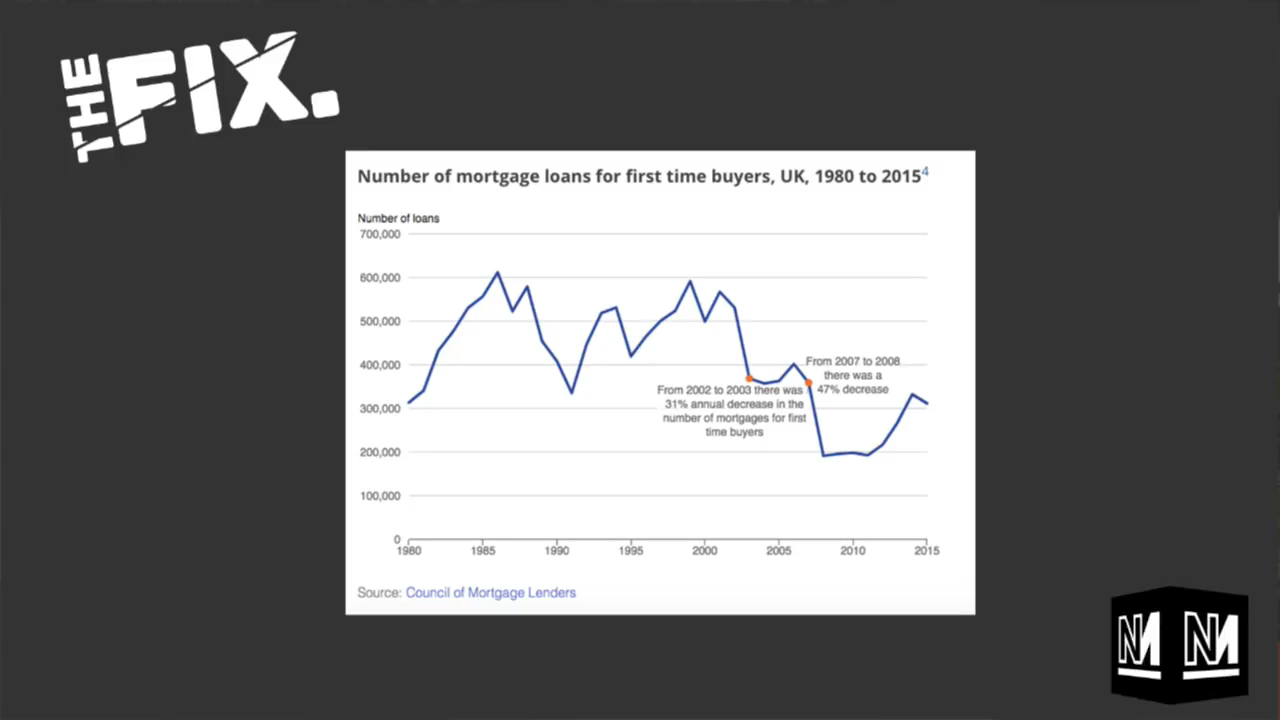 THE FIX.
Number of mortgage loans for first time buyers, UK, 1980 to 2015⁴
Number of loans
700,000
600,000
500,000
400,000
300,000
200,000
100,000
0
From 2007 to 2008
there was a
47% decrease
From 2002 to 2003 there was
31% annual decrease in the
number of mortgages for first
time buyers
1980 1985 1990 1995 2000 2005 2010 2015
Source: Council of Mortgage Lenders
NM NM